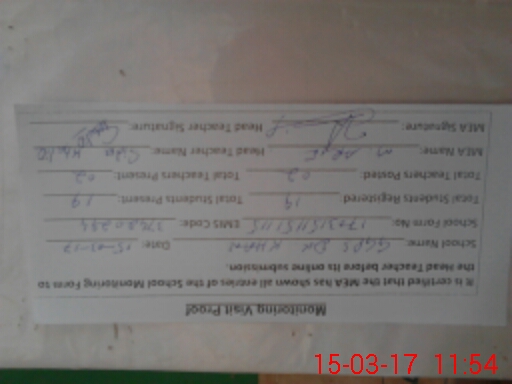 Monitoring Visit Proof
It is certified that the MEA has shown all entries of the School Monitoring Form to
the Head Teacher before its online submission.
School Name: GGPS DK KHAN Date: 15-03-17
School Form No: EMIS Code:
Total Students Registered: 19 Total Students Present: 19
Total Teachers Posted: 02 Total Teachers Present: 02
MEA Name: Head Teacher Name:
MEA Signature: Head Teacher Signature:
15-03-17 11:54